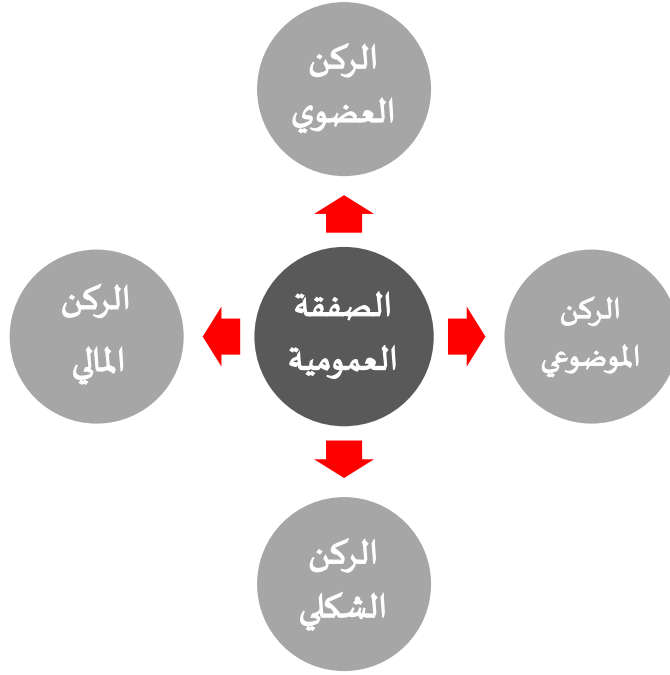 الركن
العضوي
الصفقة
العمومية
الركن
الموضوعي
الركن
المالي
الركن
الشكلي